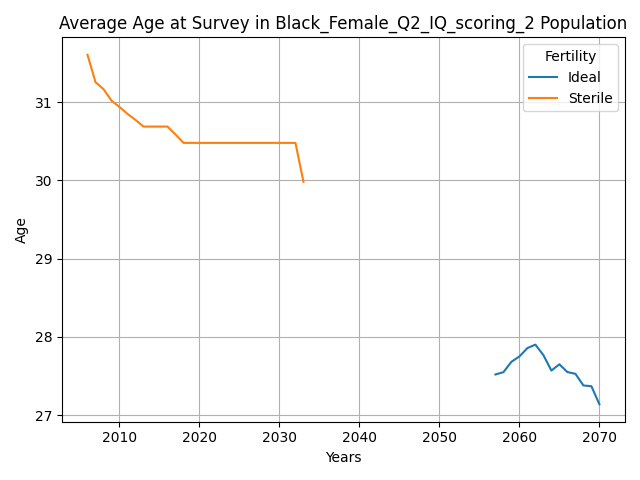 Average Age at Survey in Black_Female_Q2_IQ_scoring_2 Population
Fertility
Ideal
Sterile
Age
31
30
29
28
27
2010 2020 2030 2040 2050 2060 2070
Years